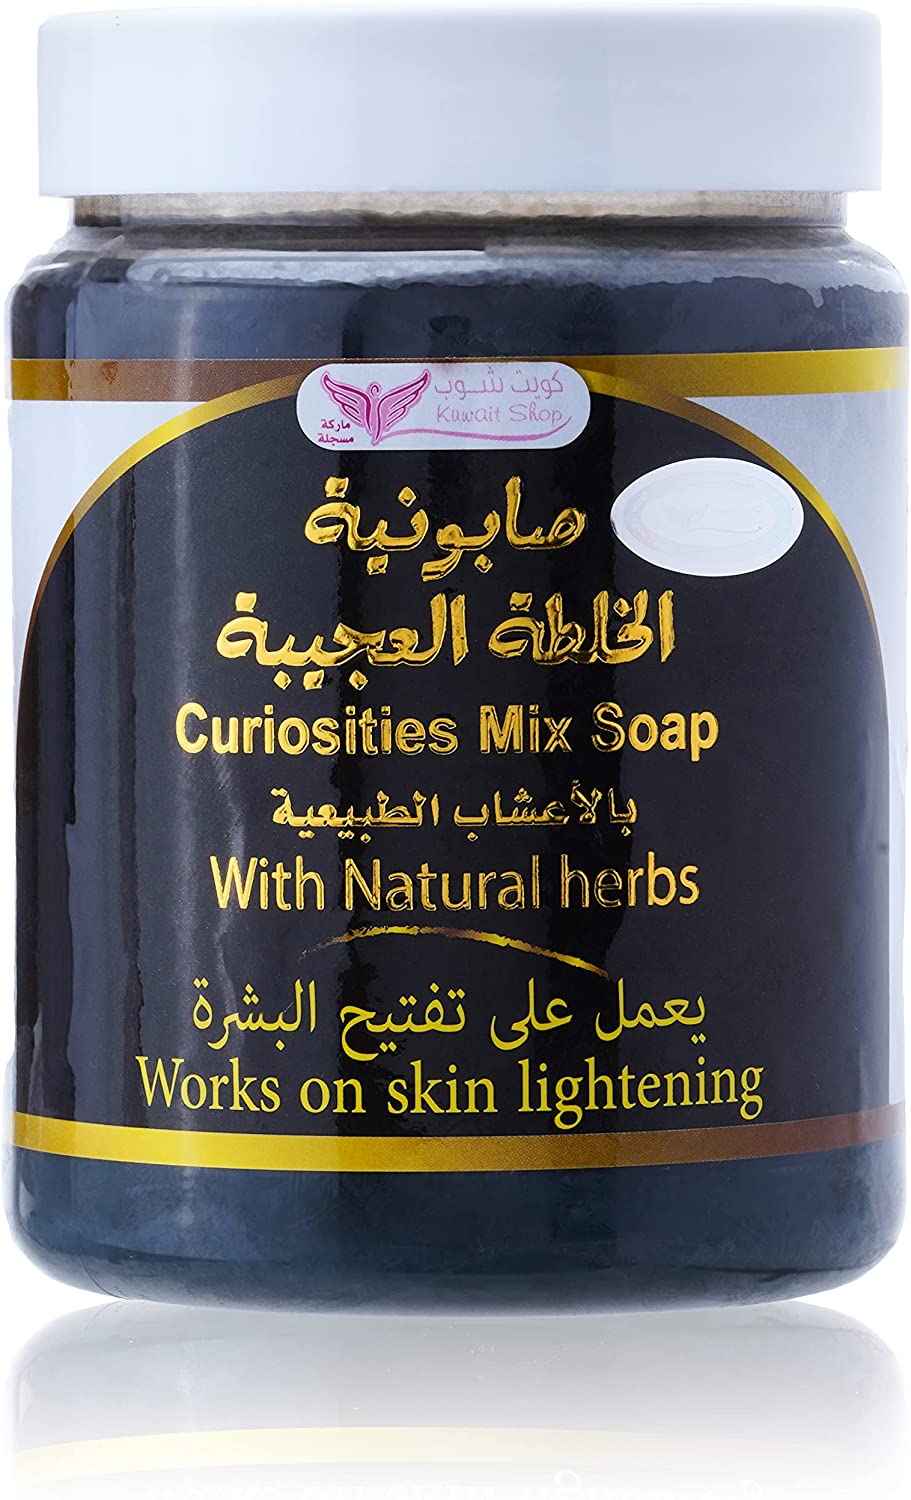 كويت شوب
Kuwait Shop
ماركة
مسجلة
صابونية
الخلطة العجيبة
Curiosities Mix Soap
بالأعشاب الطبيعية
With Natural herbs
يعمل على تفتيح البشرة
Works on skin lightening